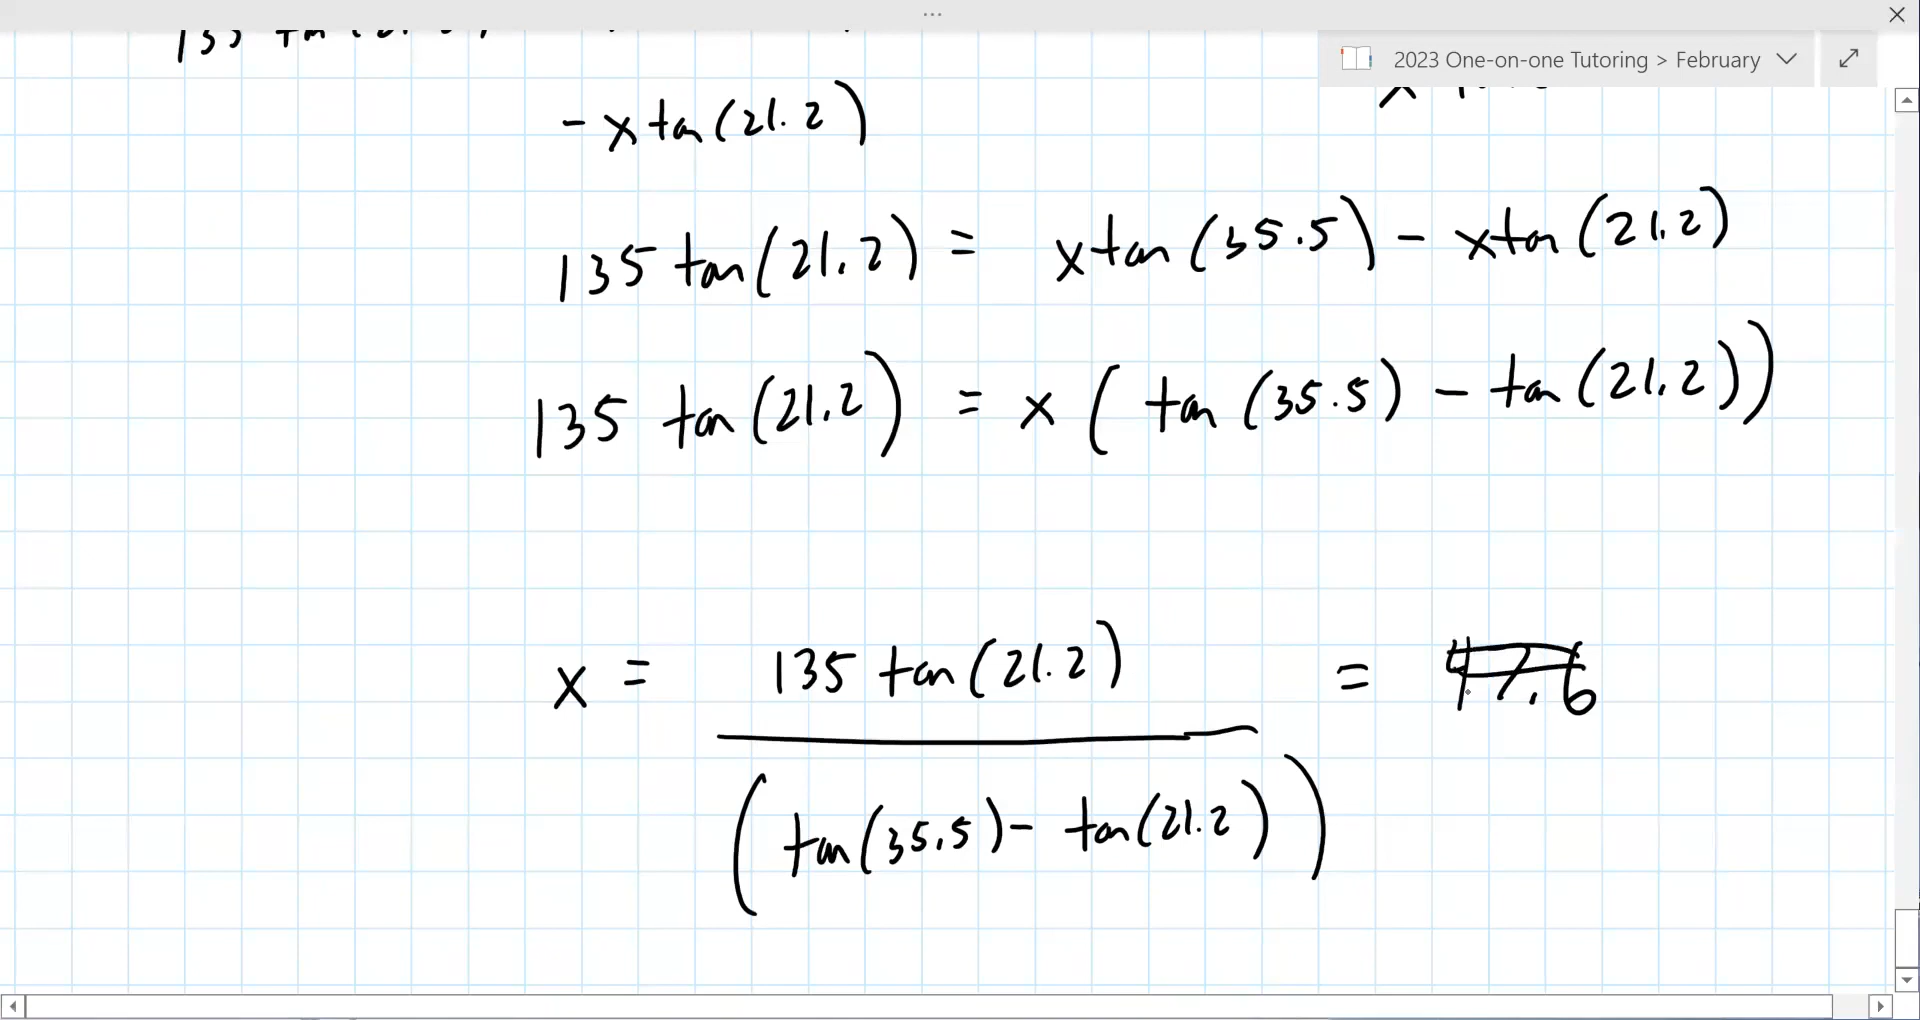 2023 One-on-one Tutoring > February
- x tan(21.2)
135 tan(21.2) = x tan(35.5) - x tan(21.2)
135 tan(21.2) = x ( tan(35.5) - tan(21.2))
x = 135 tan(21.2) =
(tan(35.5) - tan(21.2))